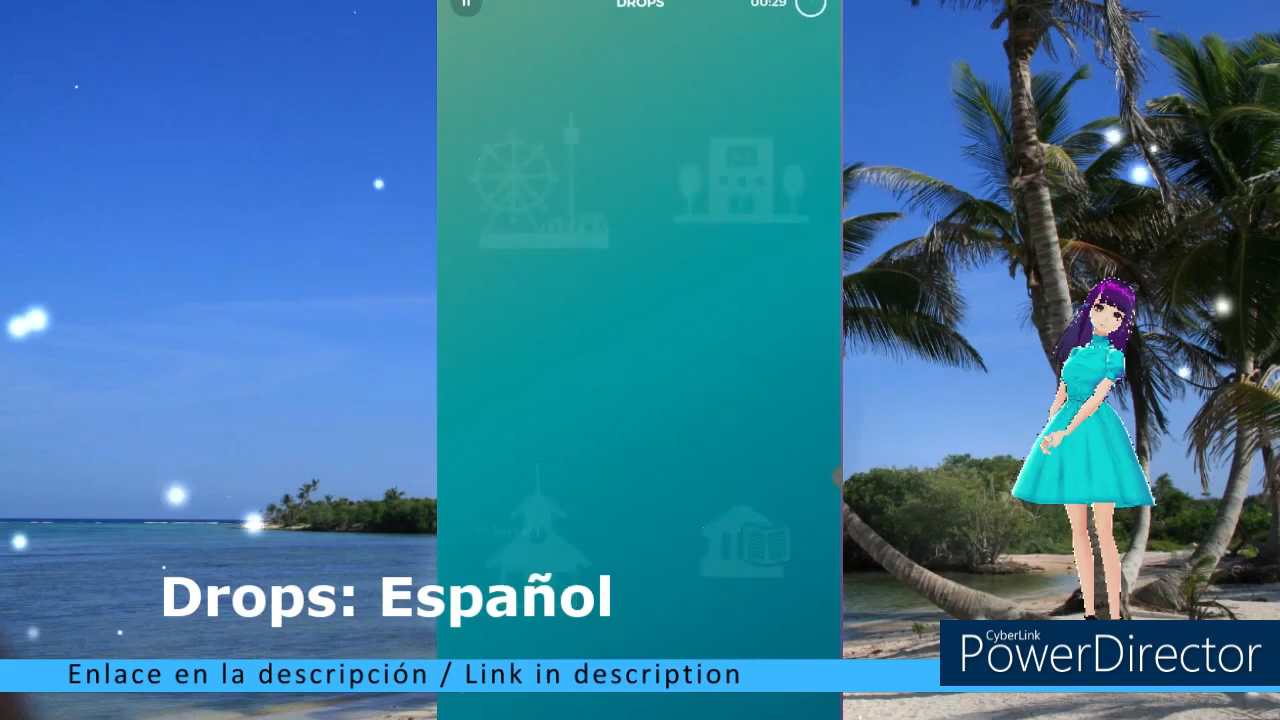 DROPS
00:29
Drops: Español
Enlace en la descripción / Link in description
CyberLink
PowerDirector